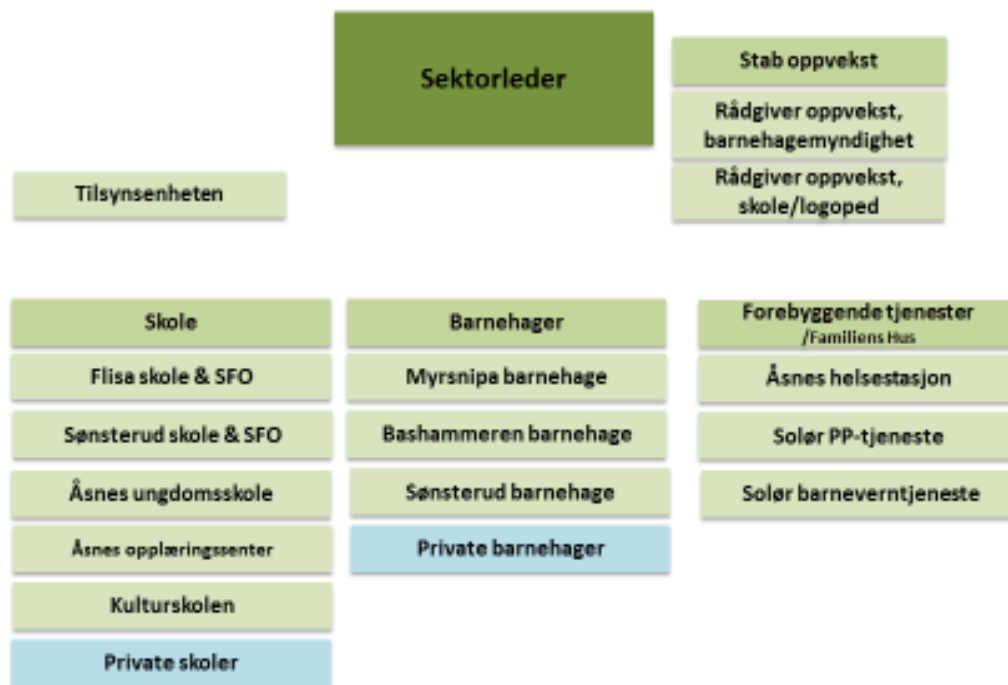 Sektorleder
Stab oppvekst
Rådgiver oppvekst,
barnehagemyndighet
Rådgiver oppvekst,
skole/logoped
Tilsynsenheten
Skole
Flisa skole & SFO
Sønsterud skole & SFO
Åsnes ungdomsskole
Åsnes opplæringssenter
Kulturskolen
Private skoler
Barnehager
Myrsnipa barnehage
Bashammeren barnehage
Sønsterud barnehage
Private barnehager
Forebyggende tjenester
/Familiens Hus
Åsnes helsestasjon
Solør PP-tjeneste
Solør barneverntjeneste